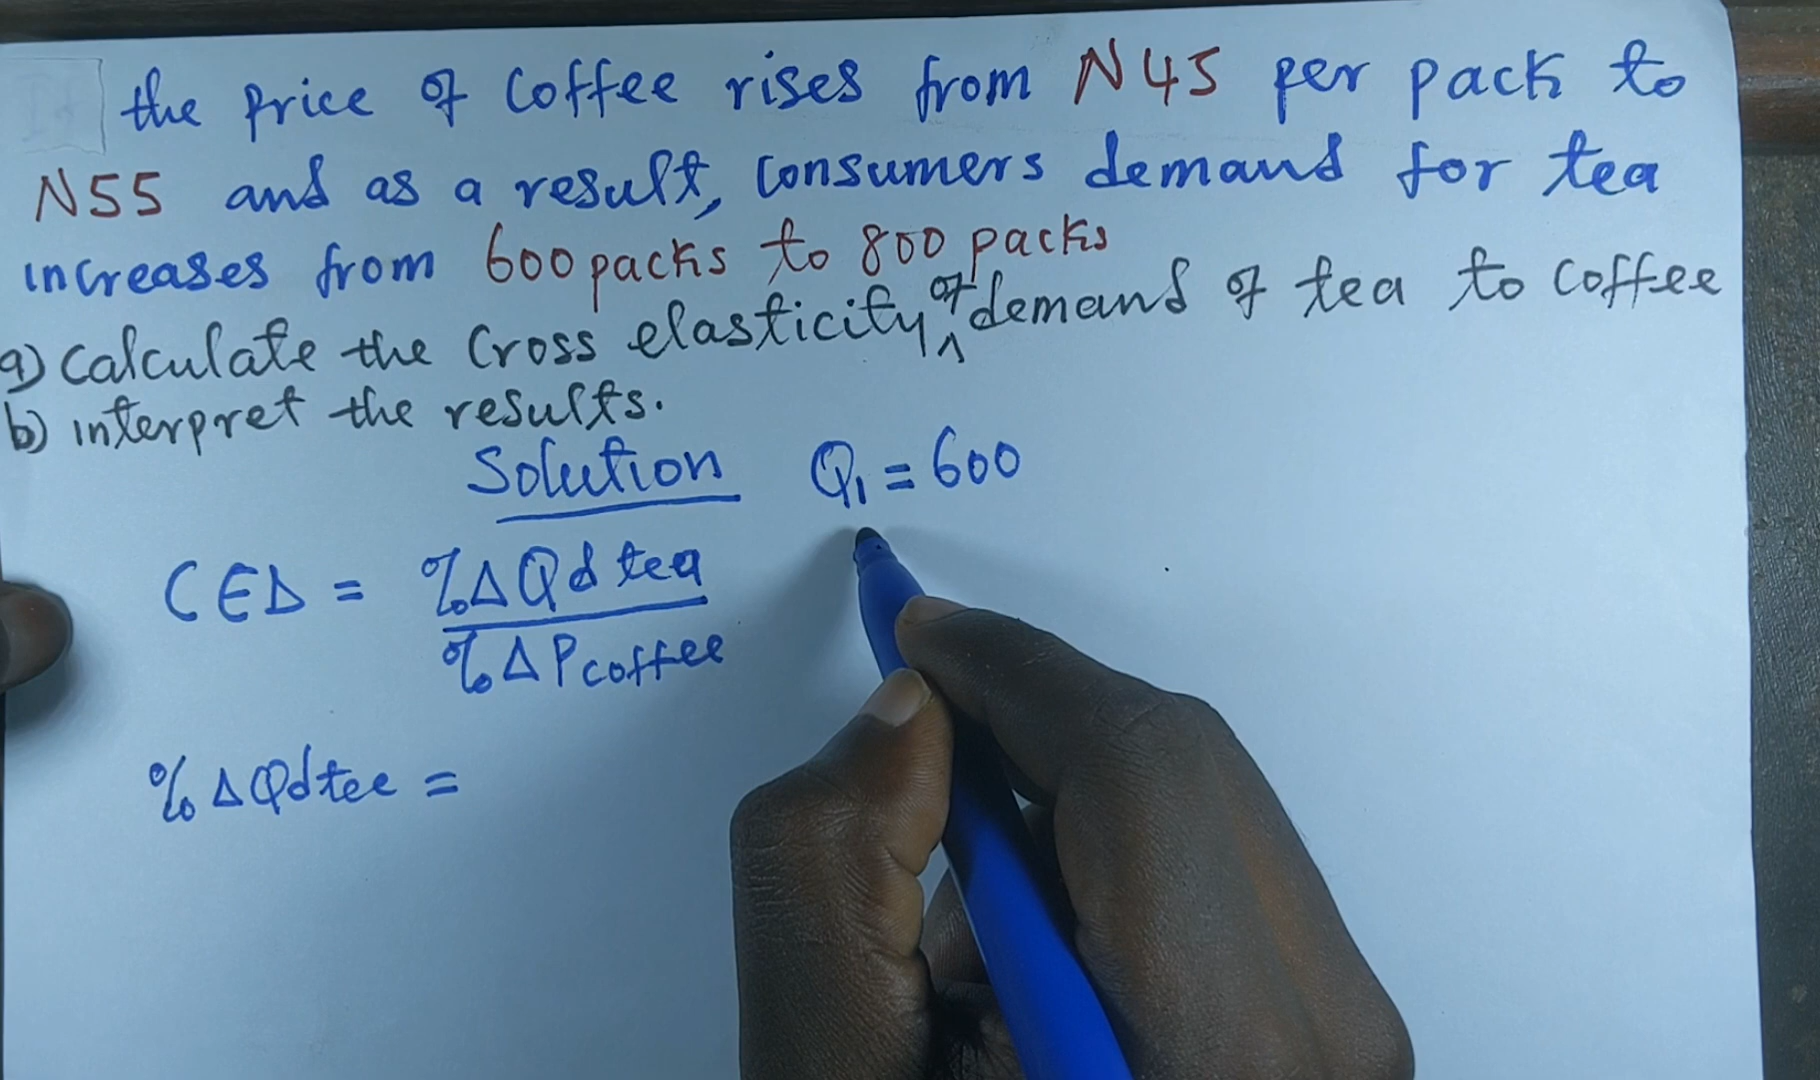 the price of coffee rises from N45 per pack to
N55 and as a result, consumers demand for tea
increases from 600 packs to 800 packs
a) Calculate the Cross elasticity of demand of tea to coffee
b) interpret the results.
Solution Q₁ = 600
CED = %ΔQd tea
%ΔP coffee
%ΔQd tee =